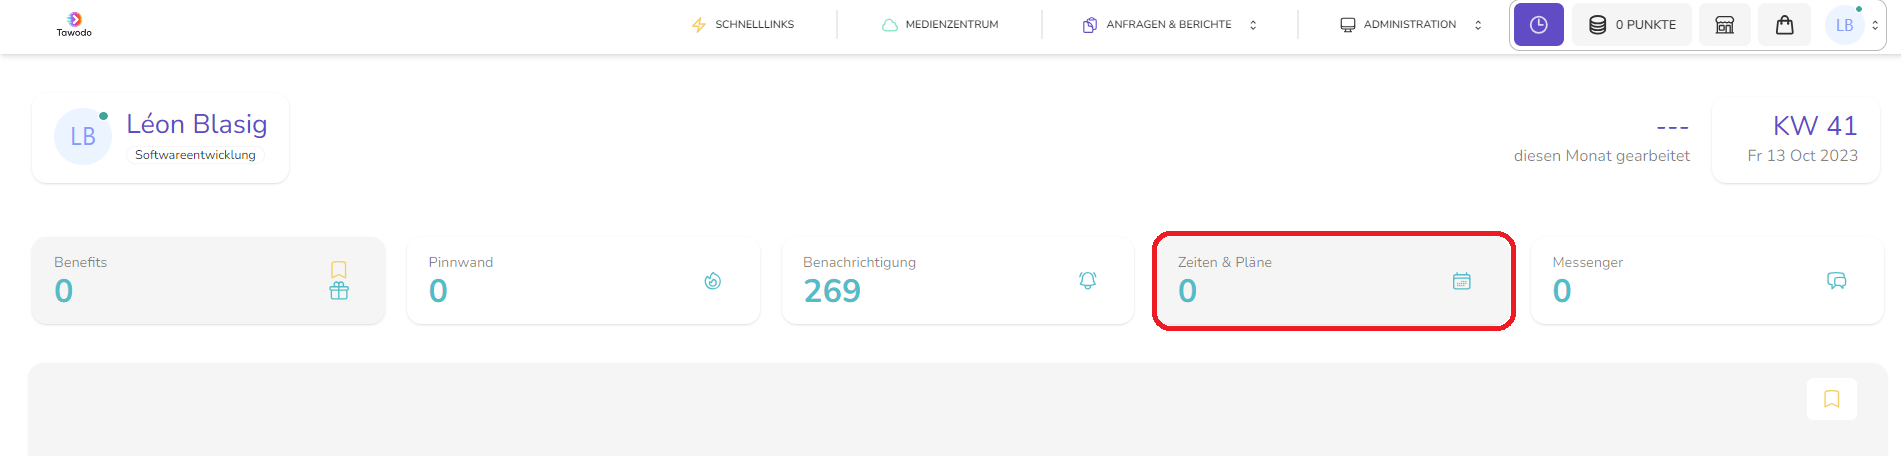 Tawodo
SCHNELLLINKS
MEDIENZENTRUM
ANFRAGEN & BERICHTE
ADMINISTRATION
0 PUNKTE
LB
LB
Léon Blasig
Softwareentwicklung
---
diesen Monat gearbeitet
KW 41
Fr 13 Oct 2023
Benefits
0
Pinnwand
0
Benachrichtigung
269
Zeiten & Pläne
0
Messenger
0